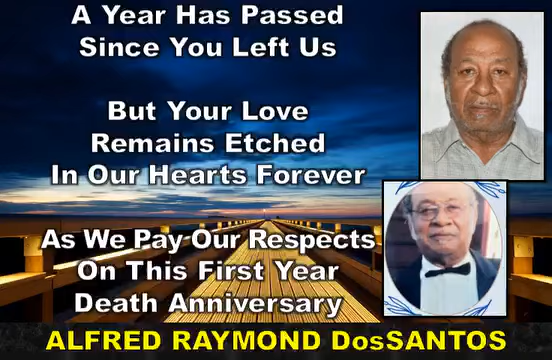 A Year Has Passed
Since You Left Us
But Your Love
Remains Etched
In Our Hearts Forever
As We Pay Our Respects
On This First Year
Death Anniversary
ALFRED RAYMOND DosSANTOS